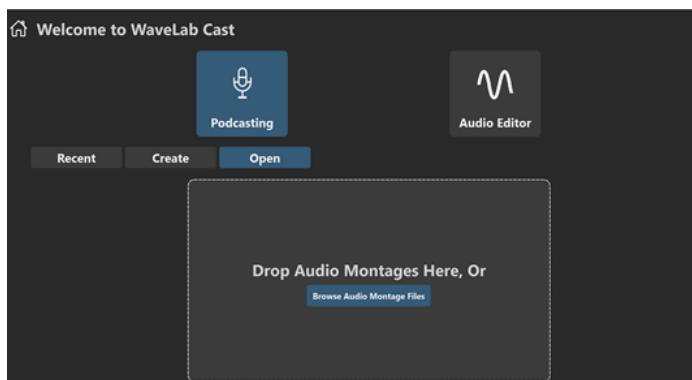 Welcome to WaveLab Cast
Podcasting
Audio Editor
Recent
Create
Open
Drop Audio Montages Here, Or
Browse Audio Montage Files